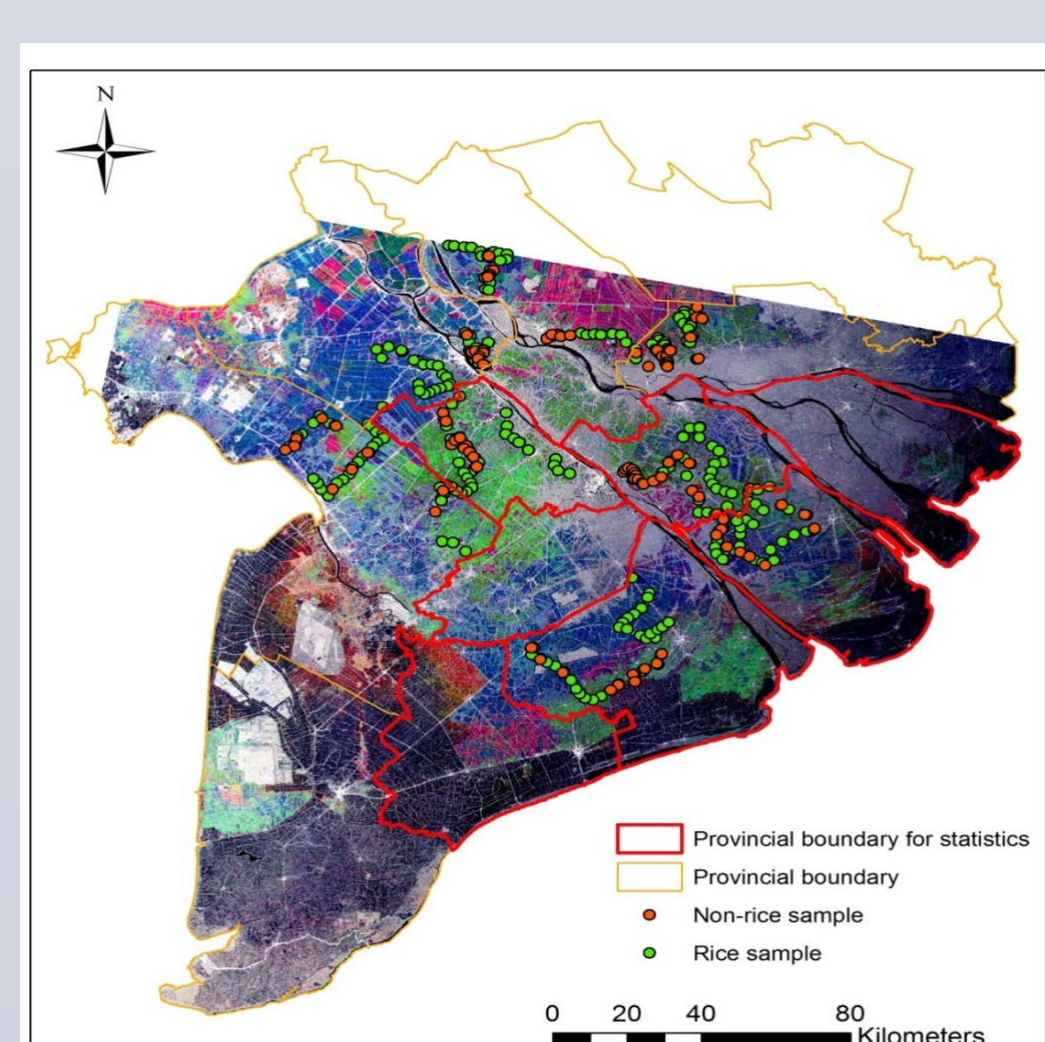 N
Provincial boundary for statistics
Provincial boundary
Non-rice sample
Rice sample
0 20 40 80
Kilometers